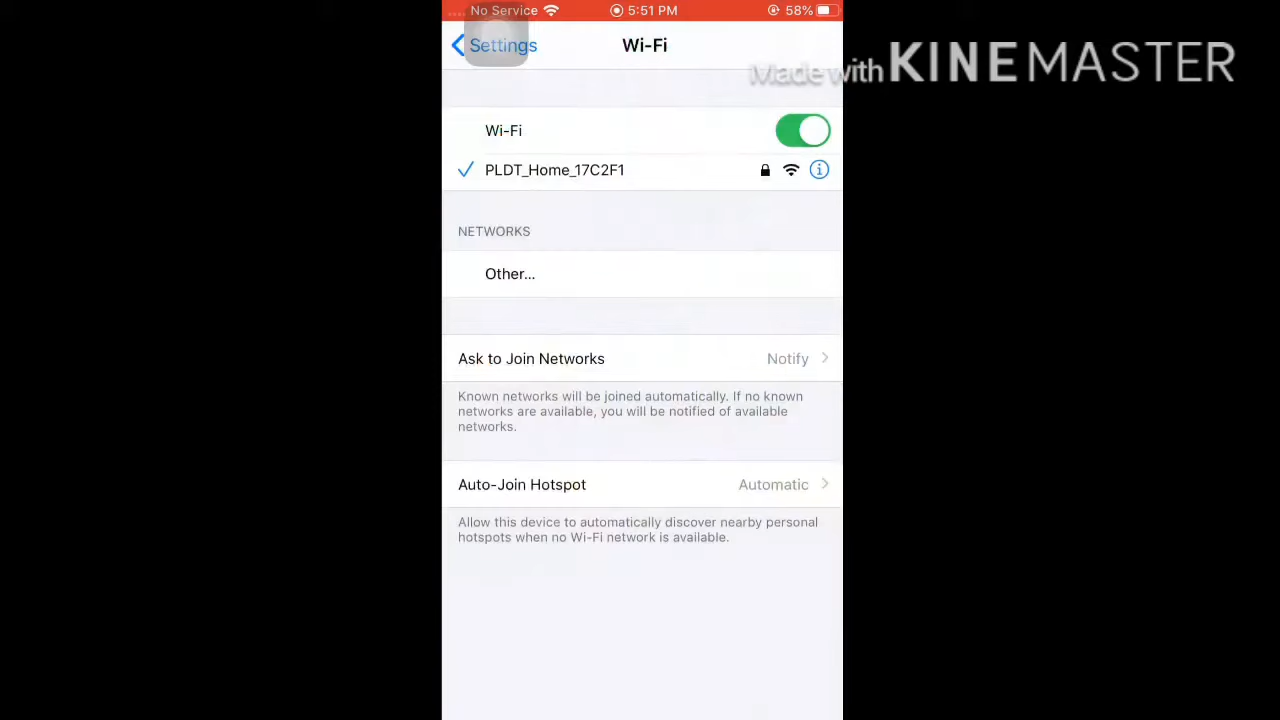 No Service 5:51 PM 58%
Settings Wi-Fi
Made with KINEMASTER
Wi-Fi
PLDT_Home_17C2F1
NETWORKS
Other...
Ask to Join Networks Notify
Known networks will be joined automatically. If no known
networks are available, you will be notified of available
networks.
Auto-Join Hotspot Automatic
Allow this device to automatically discover nearby personal
hotspots when no Wi-Fi network is available.